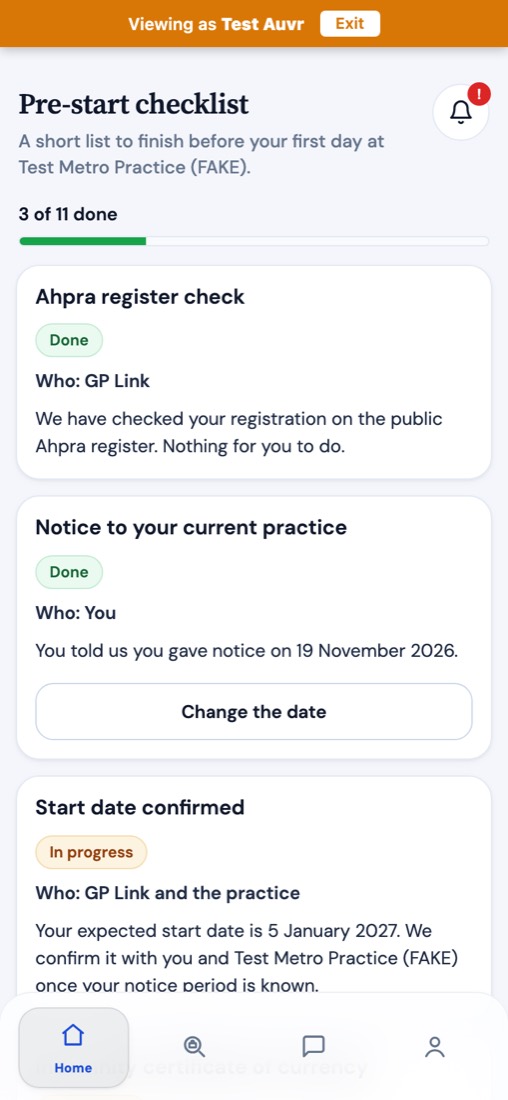 Viewing as Test Auvr Exit
Pre-start checklist
!
A short list to finish before your first day at
Test Metro Practice (FAKE).
3 of 11 done
Ahpra register check
Done
Who: GP Link
We have checked your registration on the public
Ahpra register. Nothing for you to do.
Notice to your current practice
Done
Who: You
You told us you gave notice on 19 November 2026.
Change the date
Start date confirmed
In progress
Who: GP Link and the practice
Your expected start date is 5 January 2027. We
confirm it with you and Test Metro Practice (FAKE)
once your notice period is known.
certificate of currency
Home